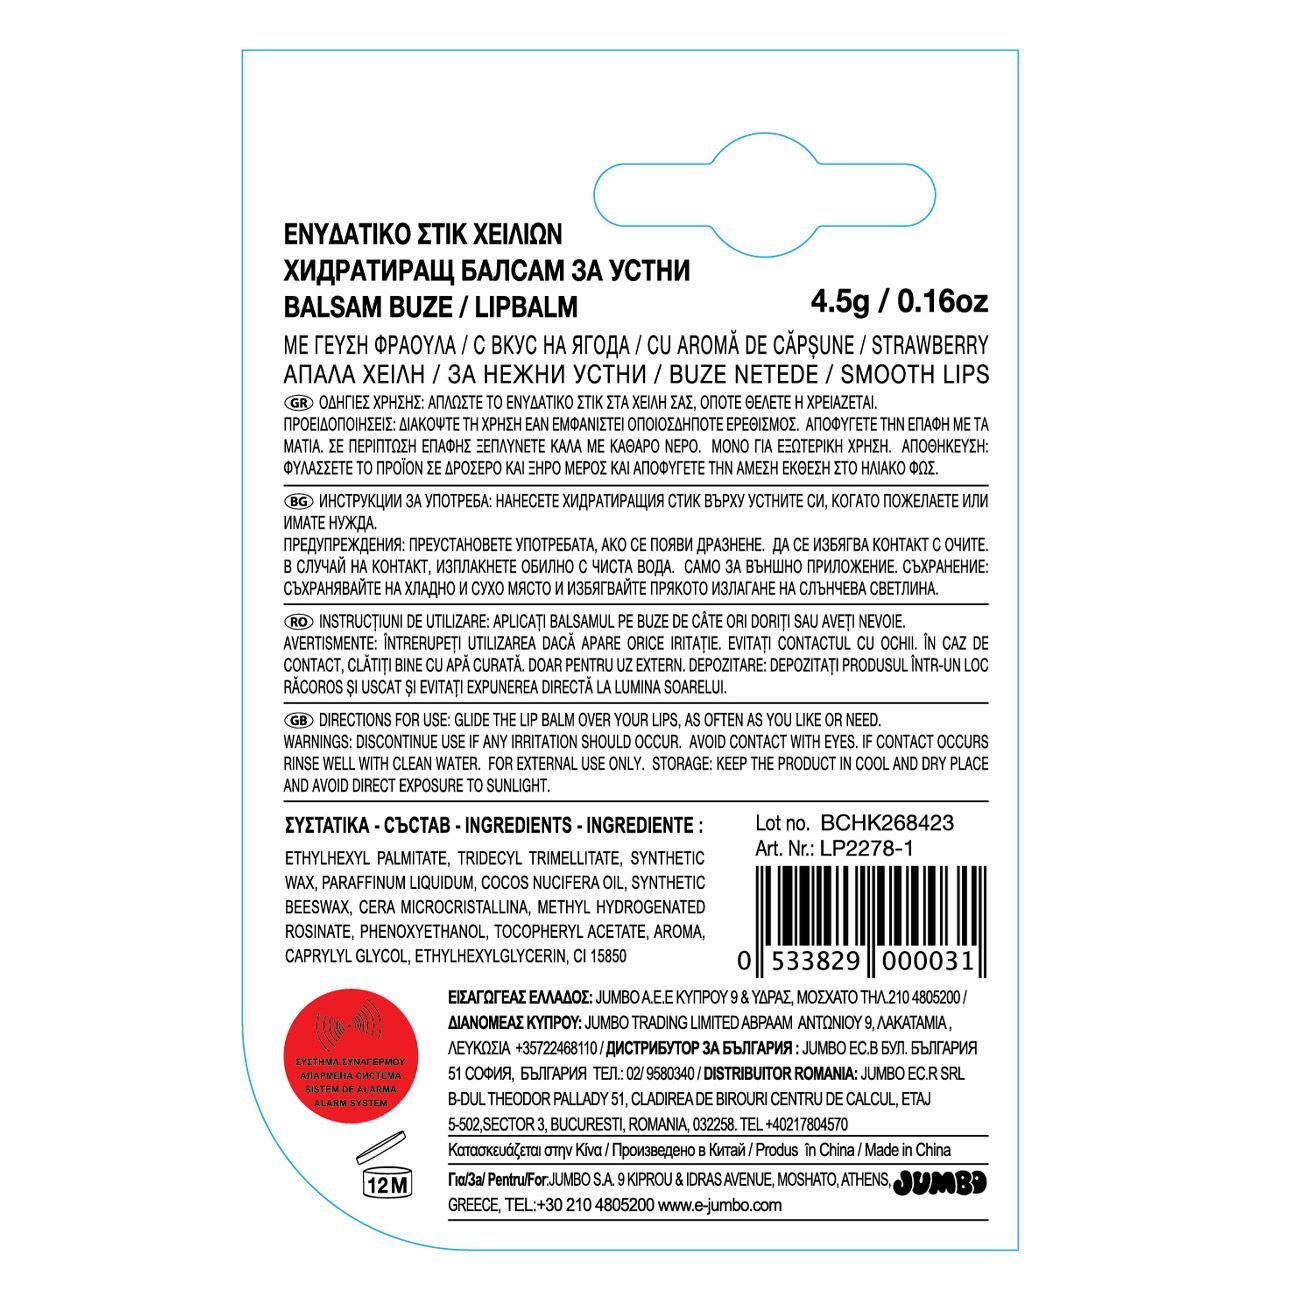 ΕΝΥΔΑΤΙΚΟ ΣΤΙΚ ΧΕΙΛΙΩΝ
ХИДРАТИРАЩ БАЛСАМ ЗА УСТНИ
BALSAM BUZE / LIPBALM
4.5g / 0.16oz
ΜΕ ΓΕΥΣΗ ΦΡΑΟΥΛΑ / С ВКУС НА ЯГОДА / CU AROMĂ DE CĂPȘUNE / STRAWBERRY
ΑΠΑΛΑ ΧΕΙΛΗ / ЗА НЕЖНИ УСТНИ / BUZE NETEDE / SMOOTH LIPS
GR ΟΔΗΓΙΕΣ ΧΡΗΣΗΣ: ΑΠΛΩΣΤΕ ΤΟ ΕΝΥΔΑΤΙΚΟ ΣΤΙΚ ΣΤΑ ΧΕΙΛΗ ΣΑΣ, ΟΠΟΤΕ ΘΕΛΕΤΕ Η ΧΡΕΙΑΖΕΤΑΙ.
ΠΡΟΕΙΔΟΠΟΙΗΣΕΙΣ: ΔΙΑΚΟΨΤΕ ΤΗ ΧΡΗΣΗ ΕΑΝ ΕΜΦΑΝΙΣΤΕΙ ΟΠΟΙΟΣΔΗΠΟΤΕ ΕΡΕΘΙΣΜΟΣ. ΑΠΟΦΥΓΕΤΕ ΤΗΝ ΕΠΑΦΗ ΜΕ ΤΑ
ΜΑΤΙΑ. ΣΕ ΠΕΡΙΠΤΩΣΗ ΕΠΑΦΗΣ ΞΕΠΛΥΝΕΤΕ ΚΑΛΑ ΜΕ ΚΑΘΑΡΟ ΝΕΡΟ. ΜΟΝΟ ΓΙΑ ΕΞΩΤΕΡΙΚΗ ΧΡΗΣΗ. ΑΠΟΘΗΚΕΥΣΗ:
ΦΥΛΑΣΣΕΤΕ ΤΟ ΠΡΟΪΟΝ ΣΕ ΔΡΟΣΕΡΟ ΚΑΙ ΞΗΡΟ ΜΕΡΟΣ ΚΑΙ ΑΠΟΦΥΓΕΤΕ ΤΗΝ ΑΜΕΣΗ ΕΚΘΕΣΗ ΣΤΟ ΗΛΙΑΚΟ ΦΩΣ.
BG ИНСТРУКЦИИ ЗА УПОТРЕБА: НАНЕСЕТЕ ХИДРАТИРАЩИЯ СТИК ВЪРХУ УСТНИТЕ СИ, КОГАТО ПОЖЕЛАЕТЕ ИЛИ
ИМАТЕ НУЖДА.
ПРЕДУПРЕЖДЕНИЯ: ПРЕУСТАНОВЕТЕ УПОТРЕБАТА, АКО СЕ ПОЯВИ ДРАЗНЕНЕ. ДА СЕ ИЗБЯГВА КОНТАКТ С ОЧИТЕ.
В СЛУЧАЙ НА КОНТАКТ, ИЗПЛАКНЕТЕ ОБИЛНО С ЧИСТА ВОДА. САМО ЗА ВЪНШНО ПРИЛОЖЕНИЕ. СЪХРАНЕНИЕ:
СЪХРАНЯВАЙТЕ НА ХЛАДНО И СУХО МЯСТО И ИЗБЯГВАЙТЕ ПРЯКОТО ИЗЛАГАНЕ НА СЛЪНЧЕВА СВЕТЛИНА.
RO INSTRUCȚIUNI DE UTILIZARE: APLICAȚI BALSAMUL PE BUZE DE CÂTE ORI DORIȚI SAU AVEȚI NEVOIE.
AVERTISMENTE: ÎNTRERUPEȚI UTILIZAREA DACĂ APARE ORICE IRITAȚIE. EVITAȚI CONTACTUL CU OCHII. ÎN CAZ DE
CONTACT, CLĂTIȚI BINE CU APĂ CURATĂ. DOAR PENTRU UZ EXTERN. DEPOZITARE: DEPOZITAȚI PRODUSUL ÎNTR-UN LOC
RĂCOROS ȘI USCAT ȘI EVITAȚI EXPUNEREA DIRECTĂ LA LUMINA SOARELUI.
GB DIRECTIONS FOR USE: GLIDE THE LIP BALM OVER YOUR LIPS, AS OFTEN AS YOU LIKE OR NEED.
WARNINGS: DISCONTINUE USE IF ANY IRRITATION SHOULD OCCUR. AVOID CONTACT WITH EYES. IF CONTACT OCCURS
RINSE WELL WITH CLEAN WATER. FOR EXTERNAL USE ONLY. STORAGE: KEEP THE PRODUCT IN COOL AND DRY PLACE
AND AVOID DIRECT EXPOSURE TO SUNLIGHT.
ΣΥΣΤΑΤΙΚΑ - СЪСТАВ - INGREDIENTS - INGREDIENTE :
ETHYLHEXYL PALMITATE, TRIDECYL TRIMELLITATE, SYNTHETIC
WAX, PARAFFINUM LIQUIDUM, COCOS NUCIFERA OIL, SYNTHETIC
BEESWAX, CERA MICROCRISTALLINA, METHYL HYDROGENATED
ROSINATE, PHENOXYETHANOL, TOCOPHERYL ACETATE, AROMA,
CAPRYLYL GLYCOL, ETHYLHEXYLGLYCERIN, CI 15850
Lot no. BCHK268423
Art. Nr.: LP2278-1
0 533829 000031
ΣΥΣΤΗΜΑ ΣΥΝΑΓΕΡΜΟΥ
АЛАРМЕНА СИСТЕМА
SISTEM DE ALARMA
ALARM SYSTEM
12M
ΕΙΣΑΓΩΓΕΑΣ ΕΛΛΑΔΟΣ: JUMBO A.E.E ΚΥΠΡΟΥ 9 & ΥΔΡΑΣ, ΜΟΣΧΑΤΟ ΤΗΛ.210 4805200 /
ΔΙΑΝΟΜΕΑΣ ΚΥΠΡΟΥ: JUMBO TRADING LIMITED ΑΒΡΑΑΜ ΑΝΤΩΝΙΟΥ 9, ΛΑΚΑΤΑΜΙΑ ,
ΛΕΥΚΩΣΙΑ +35722468110 / ДИСТРИБУТОР ЗА БЪЛГАРИЯ : JUMBO EC.B БУЛ. БЪЛГАРИЯ
51 СОФИЯ, БЪЛГАРИЯ ТЕЛ.: 02/ 9580340 / DISTRIBUITOR ROMANIA: JUMBO EC.R SRL
B-DUL THEODOR PALLADY 51, CLADIREA DE BIROURI CENTRU DE CALCUL, ETAJ
5-502,SECTOR 3, BUCURESTI, ROMANIA, 032258. TEL +40217804570
Κατασκευάζεται στην Κίνα / Произведено в Китай / Produs în China / Made in China
Για/За/ Pentru/For:JUMBO S.A. 9 KIPROU & IDRAS AVENUE, MOSHATO, ATHENS, JUMBO
GREECE, TEL:+30 210 4805200 www.e-jumbo.com